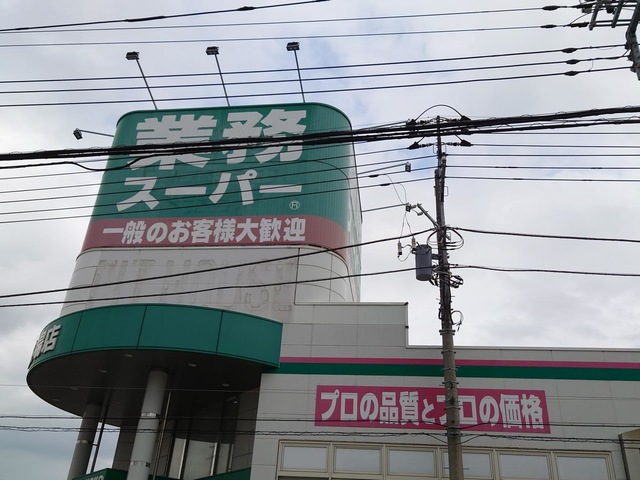 業務
スーパー
®
一般のお客様大歓迎
店
プロの品質とプロの価格